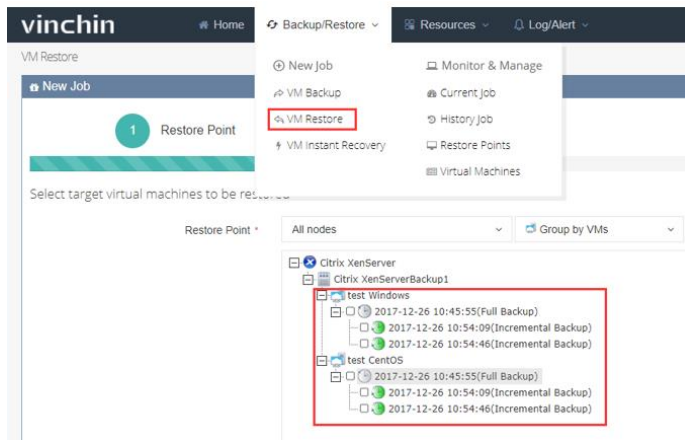 vinchin Home Backup/Restore Resources Log/Alert
VM Restore
New Job
New Job Monitor & Manage
VM Backup Current Job
VM Restore History Job
VM Instant Recovery Restore Points
Virtual Machines
1 Restore Point
Select target virtual machines to be restored
Restore Point * All nodes Group by VMs
Citrix XenServer
Citrix XenServerBackup1
test Windows
2017-12-26 10:45:55(Full Backup)
2017-12-26 10:54:09(Incremental Backup)
2017-12-26 10:54:46(Incremental Backup)
test CentOS
2017-12-26 10:45:55(Full Backup)
2017-12-26 10:54:09(Incremental Backup)
2017-12-26 10:54:46(Incremental Backup)